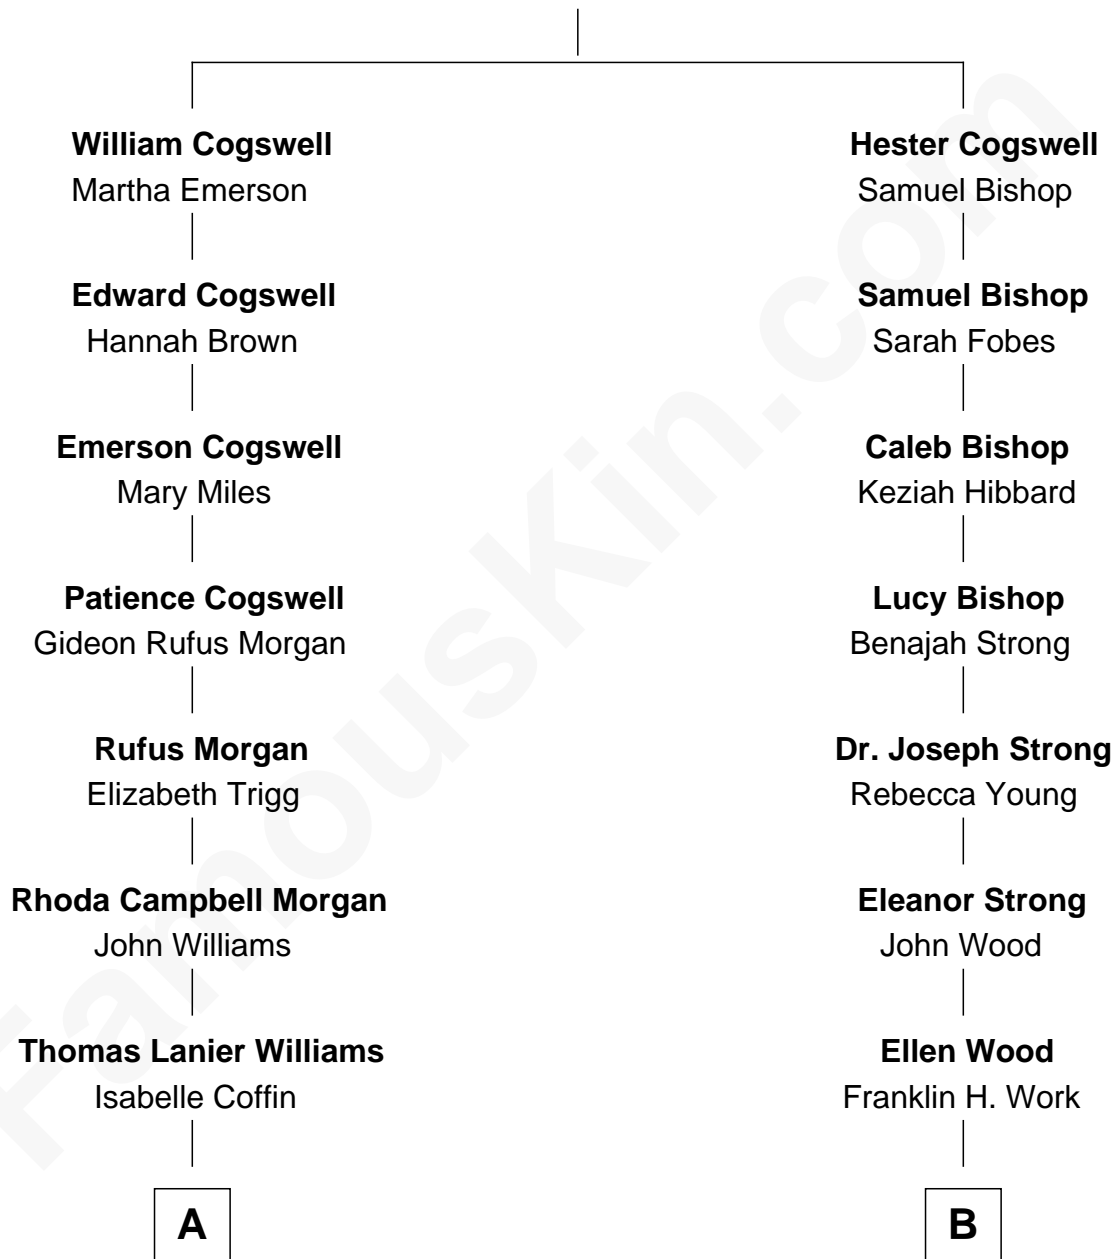 William Cogswell
Martha Emerson
Edward Cogswell
Hannah Brown
Emerson Cogswell
Mary Miles
Patience Cogswell
Gideon Rufus Morgan
Rufus Morgan
Elizabeth Trigg
Rhoda Campbell Morgan
John Williams
Thomas Lanier Williams
Isabelle Coffin
A
Hester Cogswell
Samuel Bishop
Samuel Bishop
Sarah Fobes
Caleb Bishop
Keziah Hibbard
Lucy Bishop
Benajah Strong
Dr. Joseph Strong
Rebecca Young
Eleanor Strong
John Wood
Ellen Wood
Franklin H. Work
B
FamousKin.com